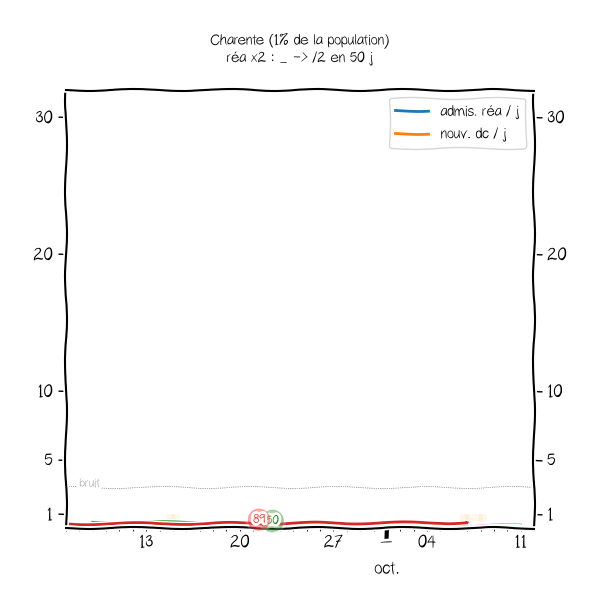 Charente (1% de la population)
réa x2 : _ -> /2 en 50 j
admis. réa / j
nouv. dc / j
30
30
20
20
10
10
5
5
bruit
1
89
50
1
13
20
27
04
11
oct.